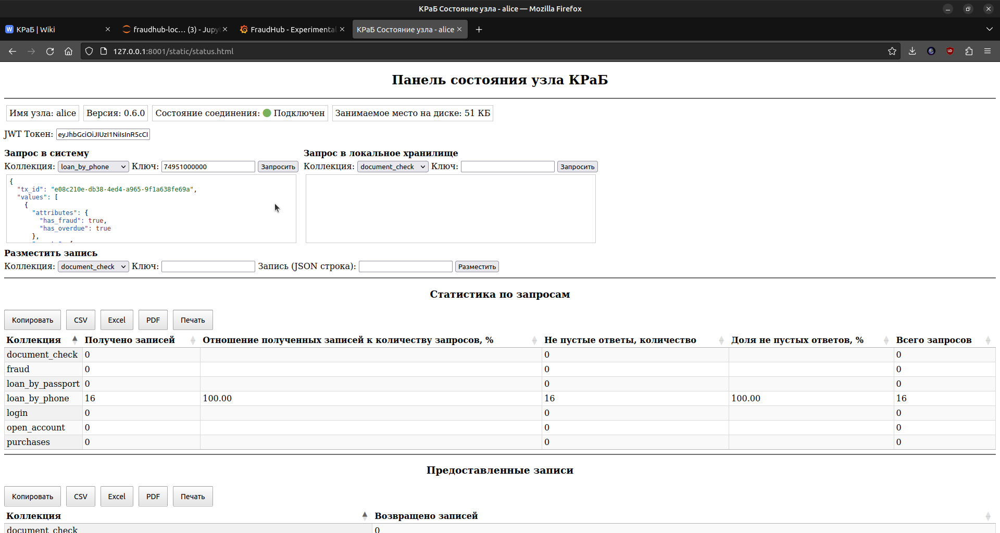 КРаБ Состояние узла - alice — Mozilla Firefox
КРаБ | Wiki
fraudhub-loc… (3) - Jupy
FraudHub - Experimental
КРаБ Состояние узла - alice
127.0.0.1:8001/static/status.html
Панель состояния узла КРаБ
Имя узла: alice Версия: 0.6.0 Состояние соединения: Подключен Занимаемое место на диске: 51 КБ
JWT Токен: eyJhbGciOiJIUzI1NiIsInR5cCI
Запрос в систему
Коллекция: loan_by_phone Ключ: 74951000000 Запросить
{
"tx_id": "e08c210e-db38-4ed4-a965-9f1a638fe69a",
"values": [
{
"attributes": {
"has_fraud": true,
"has_overdue": true
},
Запрос в локальное хранилище
Коллекция: document_check Ключ: Запросить
Разместить запись
Коллекция: document_check Ключ: Запись (JSON строка): Разместить
Статистика по запросам
Копировать CSV Excel PDF Печать
Коллекция Получено записей Отношение полученных записей к количеству запросов, % Не пустые ответы, количество Доля не пустых ответов, % Всего запросов
document_check 0 0 0
fraud 0 0 0
loan_by_passport 0 0 0
loan_by_phone 16 100.00 16 100.00 16
login 0 0 0
open_account 0 0 0
purchases 0 0 0
Предоставленные записи
Копировать CSV Excel PDF Печать
Коллекция Возвращено записей
document_check 0